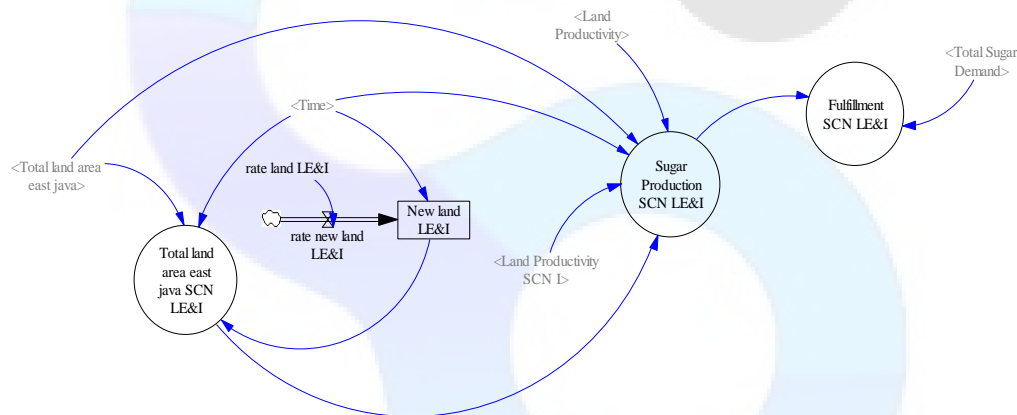 <Land
Productivity>
<Total Sugar
Demand>
<Time>
Fulfillment
SCN LE&I
<Total land area
east java>
rate land LE&I
Sugar
Production
SCN LE&I
New land
LE&I
rate new land
LE&I
<Land Productivity
SCN I>
Total land
area east
java SCN
LE&I